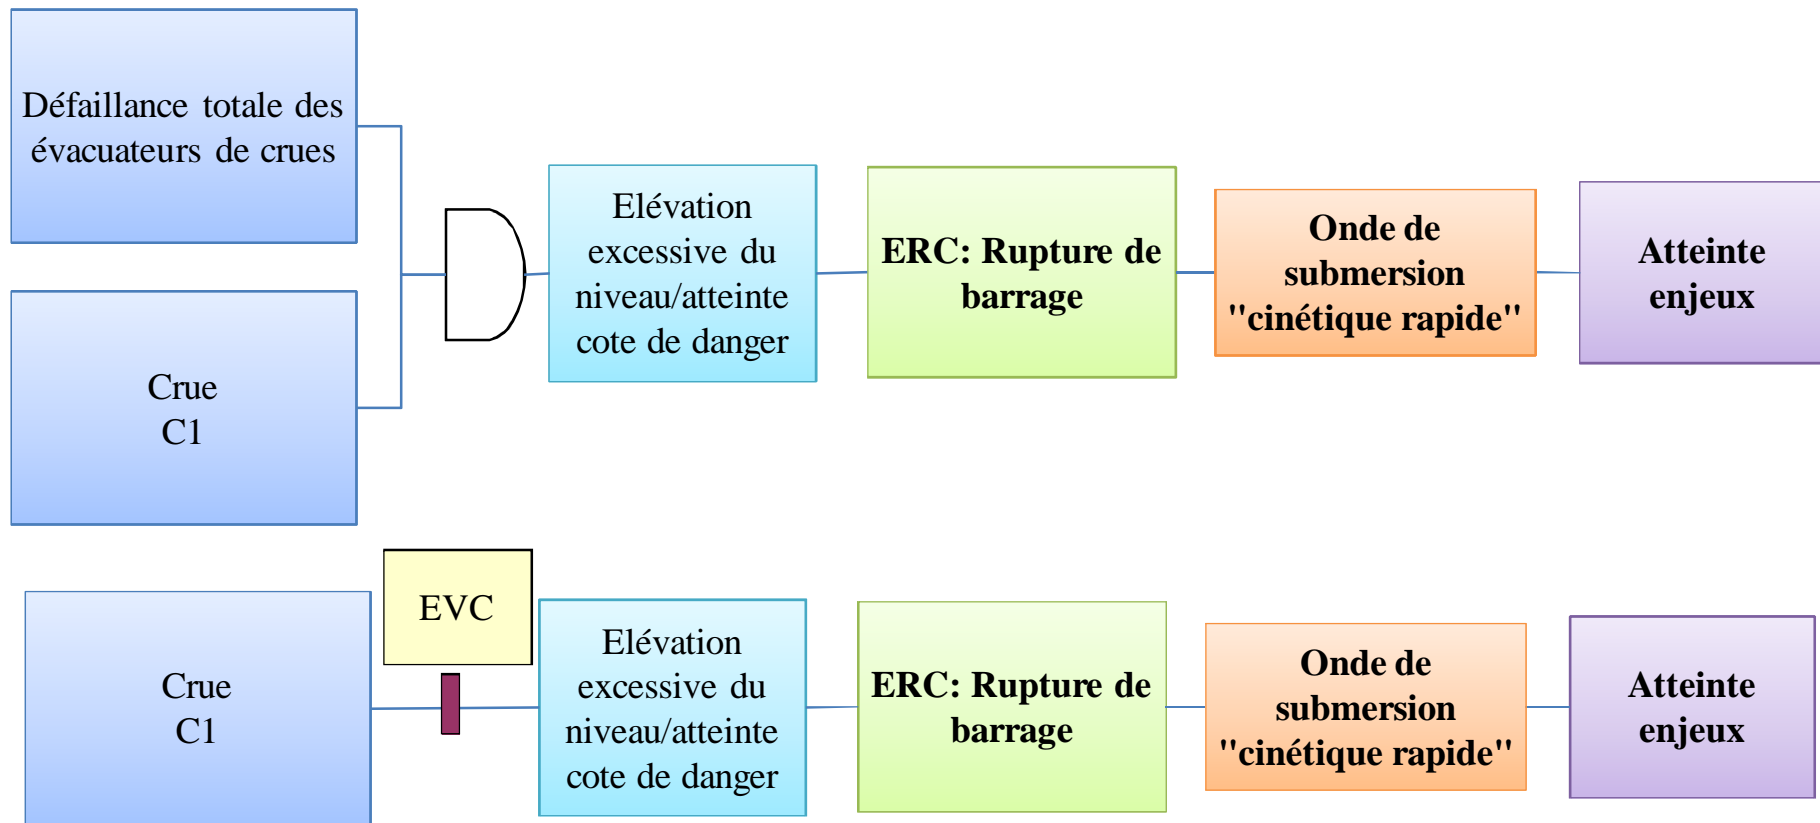 Défaillance totale des
évacuateurs de crues
Crue
C1
Elévation
excessive du
niveau/atteinte
cote de danger
ERC: Rupture de
barrage
Onde de
submersion
"cinétique rapide"
Atteinte
enjeux
Crue
C1
EVC
Elévation
excessive du
niveau/atteinte
cote de danger
ERC: Rupture de
barrage
Onde de
submersion
"cinétique rapide"
Atteinte
enjeux